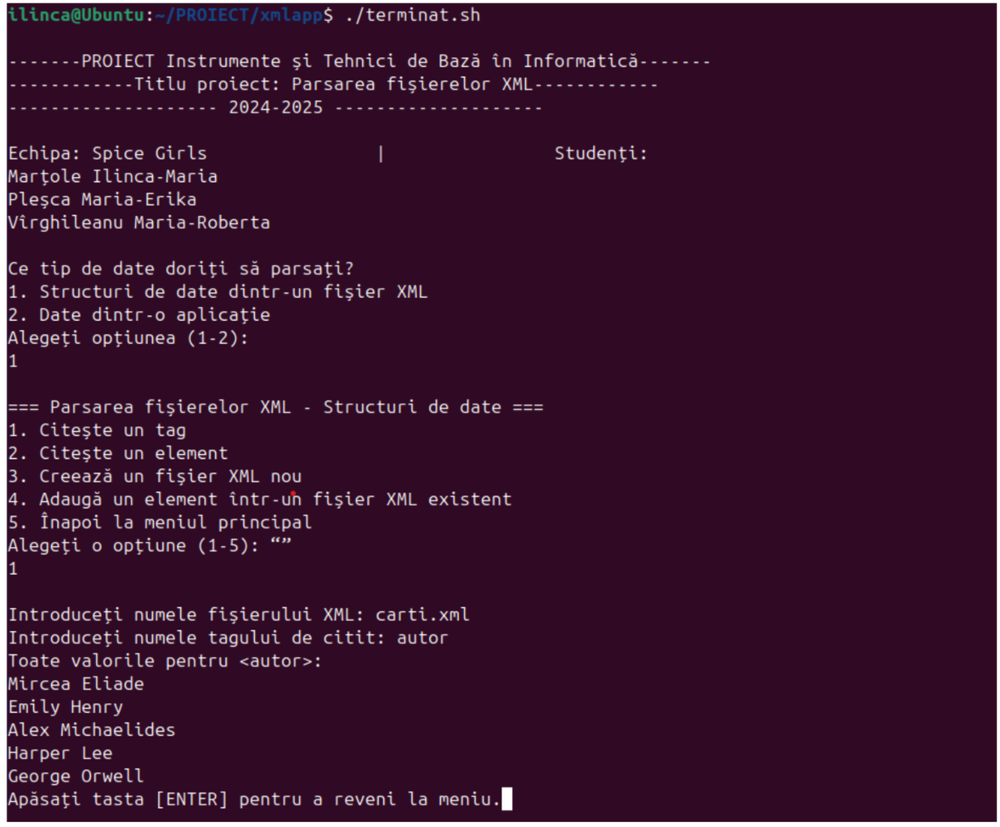 ilinca@Ubuntu:~/PROIECT/xmlapp$ ./terminat.sh
-------PROIECT Instrumente și Tehnici de Bază în Informatică-------
------------Titlu proiect: Parsarea fișierelor XML------------
-------------------- 2024-2025 --------------------
Echipa: Spice Girls | Studenți:
Marțole Ilinca-Maria
Pleșca Maria-Erika
Vîrghileanu Maria-Roberta
Ce tip de date doriți să parsați?
1. Structuri de date dintr-un fișier XML
2. Date dintr-o aplicație
Alegeți opțiunea (1-2):
1
=== Parsarea fișierelor XML - Structuri de date ===
1. Citește un tag
2. Citește un element
3. Creează un fișier XML nou
4. Adaugă un element într-un fișier XML existent
5. Înapoi la meniul principal
Alegeți o opțiune (1-5): “”
1
Introduceți numele fișierului XML: carti.xml
Introduceți numele tagului de citit: autor
Toate valorile pentru <autor>:
Mircea Eliade
Emily Henry
Alex Michaelides
Harper Lee
George Orwell
Apăsați tasta [ENTER] pentru a reveni la meniu.